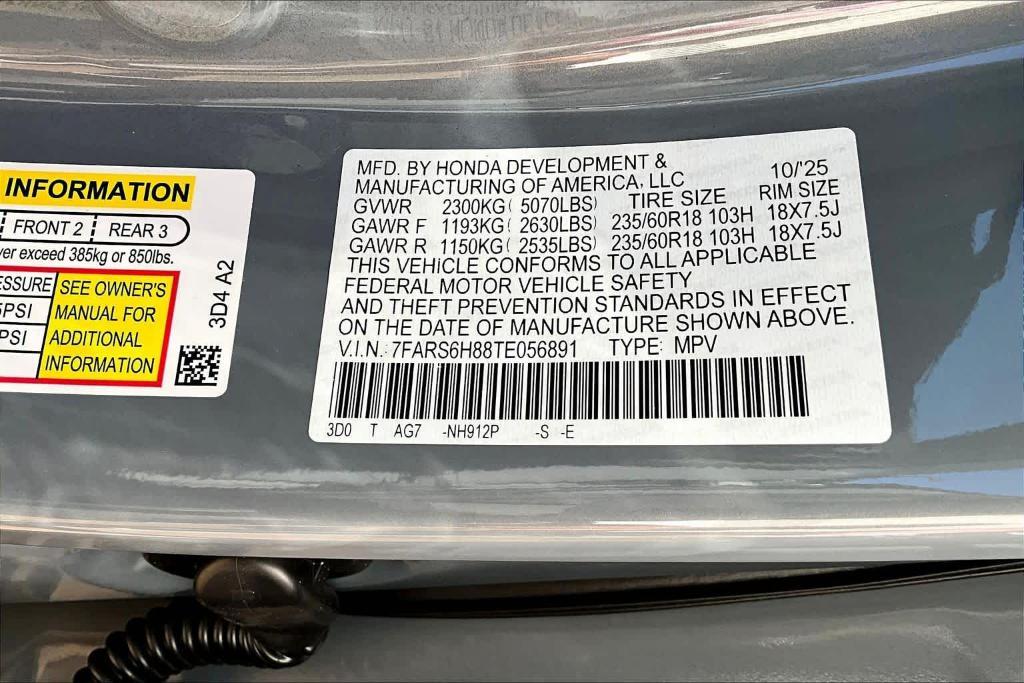 INFORMATION
FRONT 2 REAR 3
ver exceed 385kg or 850lbs.
ESSURE
PSI
PSI
SEE OWNER'S
MANUAL FOR
ADDITIONAL
INFORMATION
3D4 A2
MFD. BY HONDA DEVELOPMENT &
MANUFACTURING OF AMERICA, LLC 10/'25
GVWR 2300KG( 5070LBS) TIRE SIZE RIM SIZE
GAWR F 1193KG( 2630LBS) 235/60R18 103H 18X7.5J
GAWR R 1150KG( 2535LBS) 235/60R18 103H 18X7.5J
THIS VEHICLE CONFORMS TO ALL APPLICABLE
FEDERAL MOTOR VEHICLE SAFETY
AND THEFT PREVENTION STANDARDS IN EFFECT
ON THE DATE OF MANUFACTURE SHOWN ABOVE.
V.I.N.: 7FARS6H88TE056891 TYPE: MPV
3D0 T AG7 -NH912P -S -E